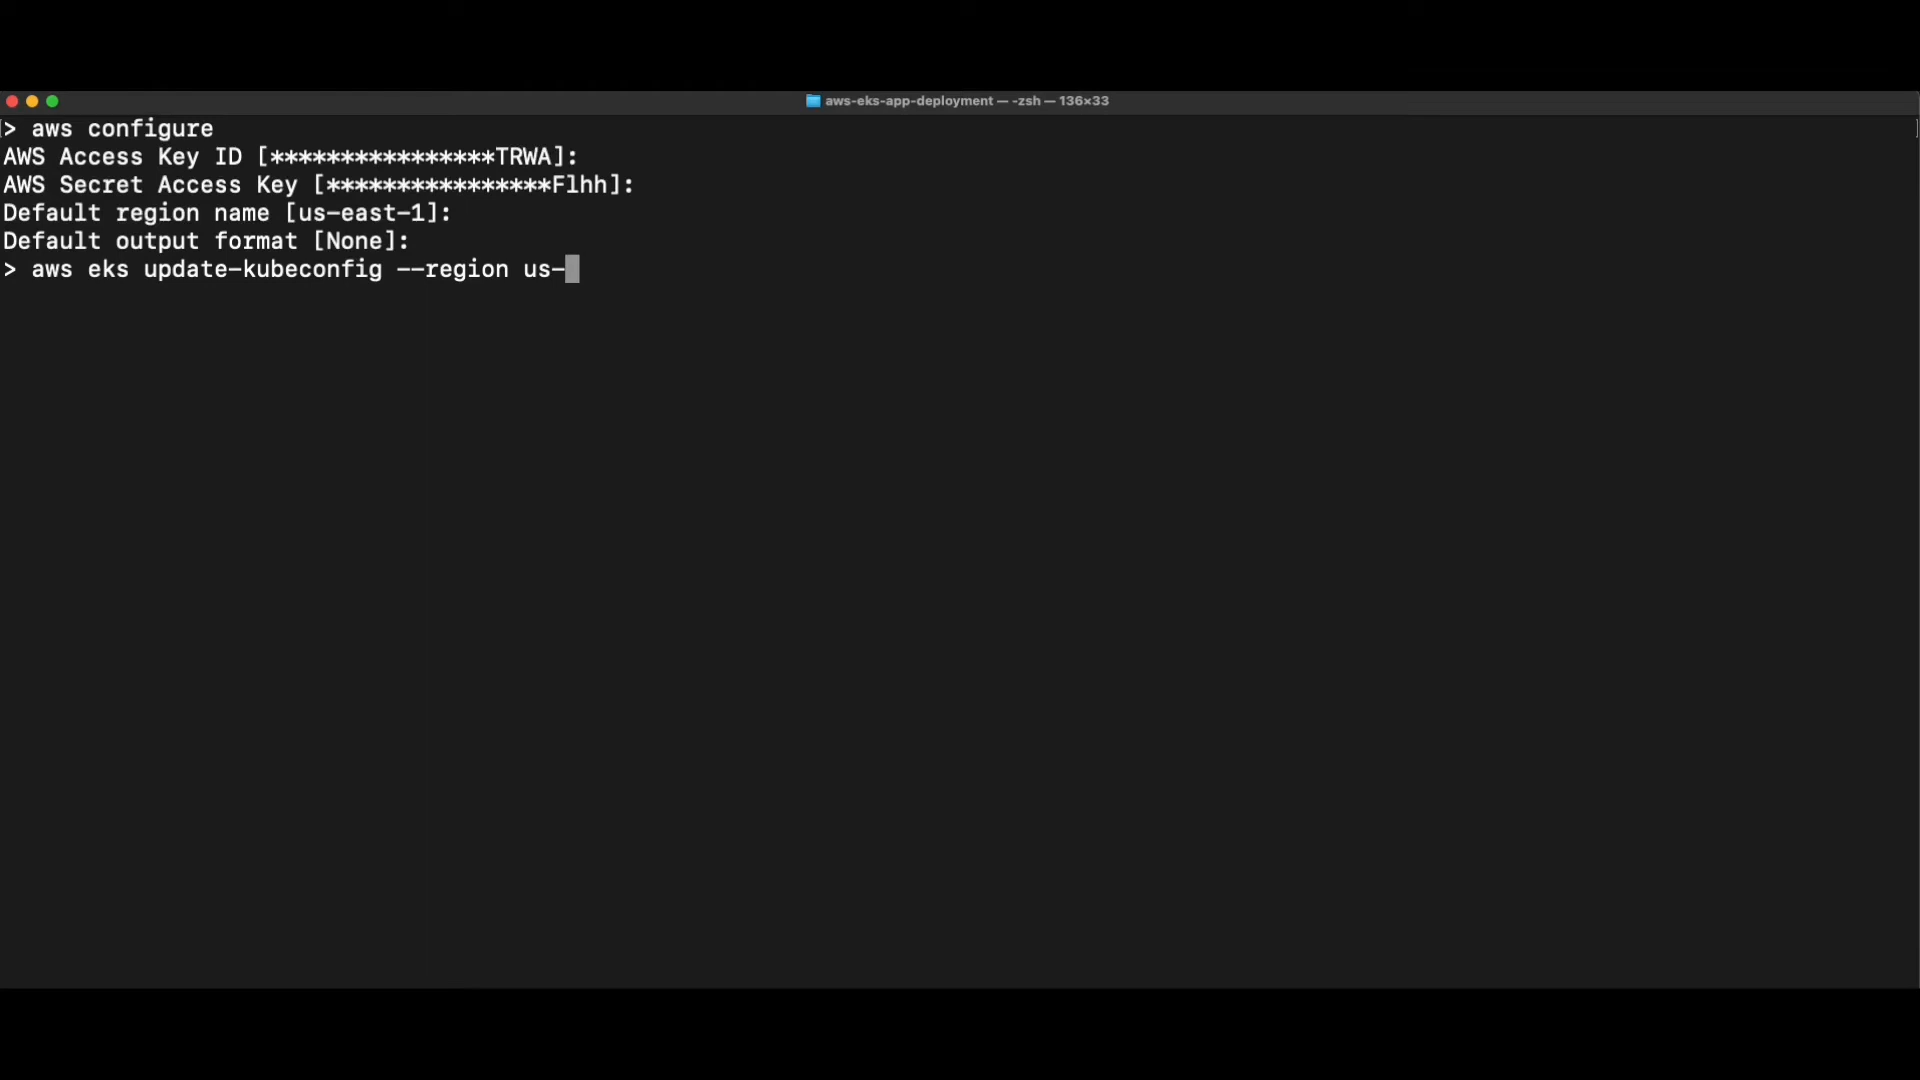 aws-eks-app-deployment — -zsh — 136×33
> aws configure
AWS Access Key ID [****************TRWA]:
AWS Secret Access Key [****************Flhh]:
Default region name [us-east-1]:
Default output format [None]:
> aws eks update-kubeconfig --region us-